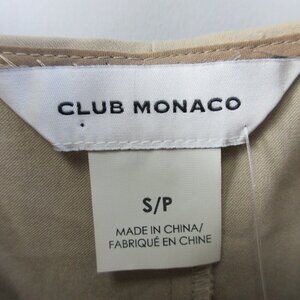 CLUB MONACO
S/P
MADE IN CHINA/
FABRIQUÉ EN CHINE